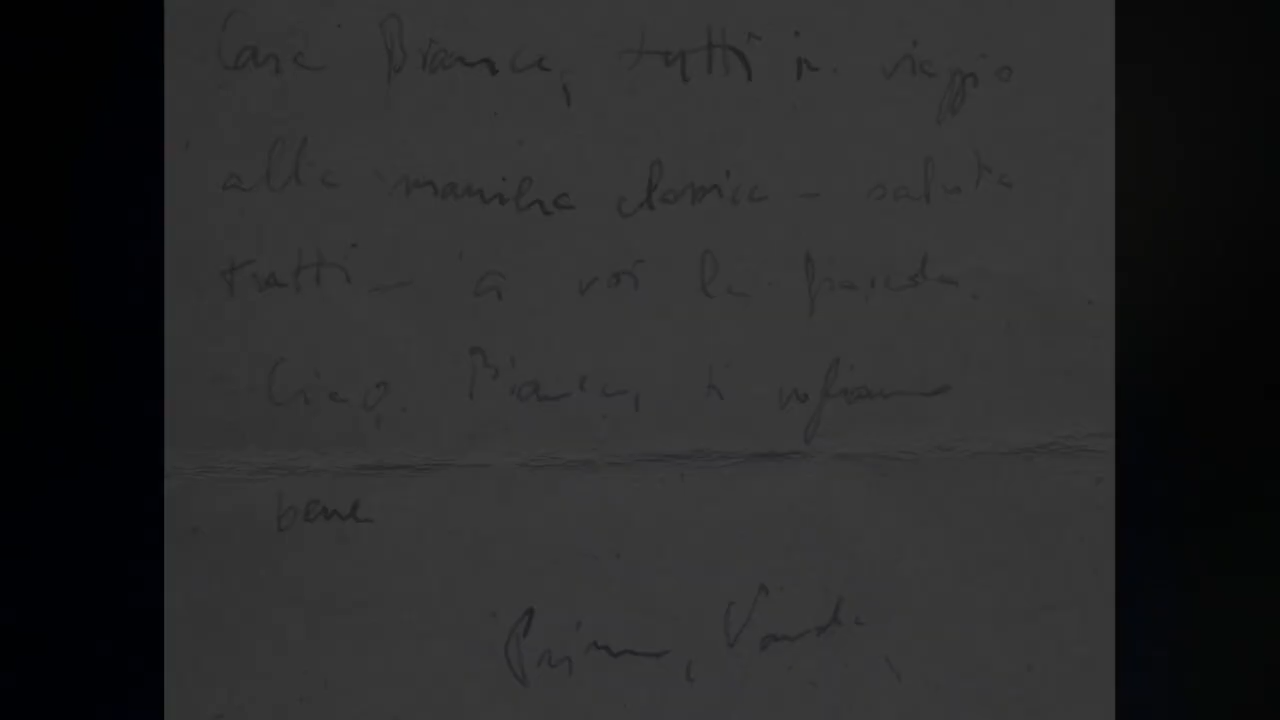 Cara Bianca, tutti in viaggio
alla maniera classica – saluta
tutti – a voi la fiaccola.
Ciao Bianca, ti vogliamo
bene
Primo, Vanda,